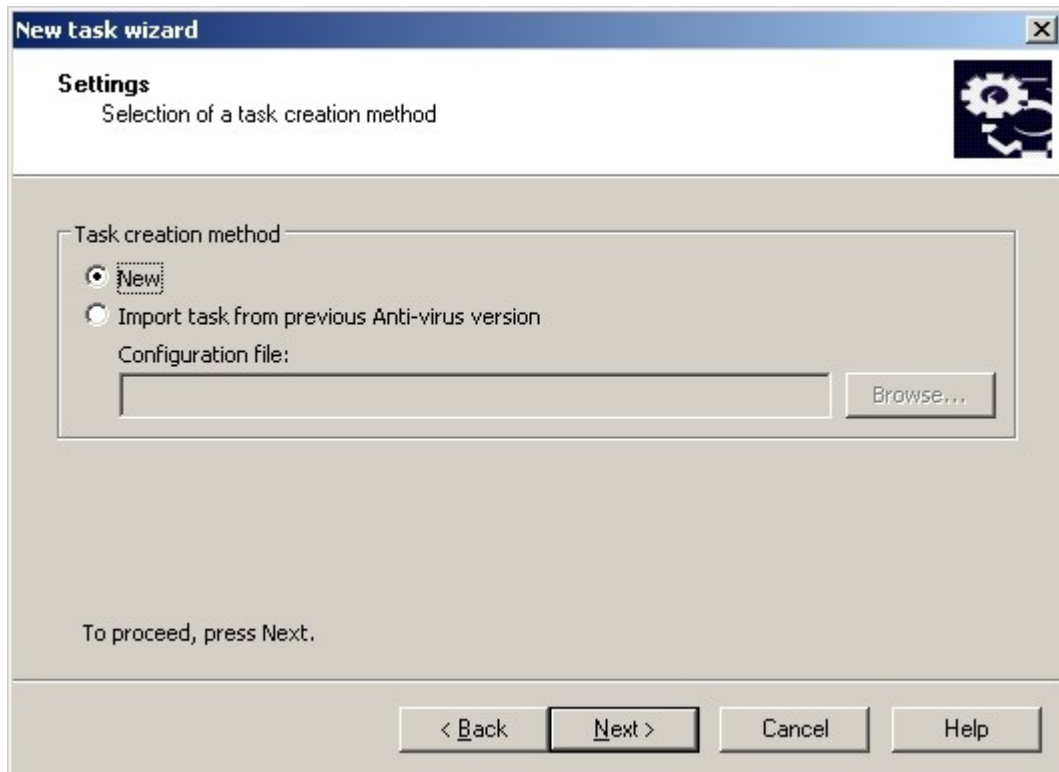 New task wizard
Settings
Selection of a task creation method
Task creation method
New
Import task from previous Anti-virus version
Configuration file:
Browse...
To proceed, press Next.
< Back
Next >
Cancel
Help